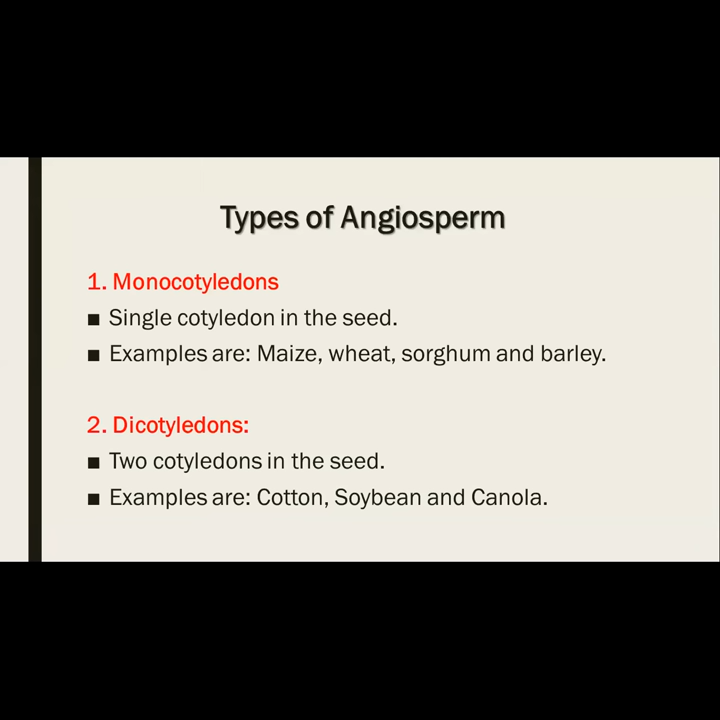 Types of Angiosperm
1. Monocotyledons
■ Single cotyledon in the seed.
■ Examples are: Maize, wheat, sorghum and barley.
2. Dicotyledons:
■ Two cotyledons in the seed.
■ Examples are: Cotton, Soybean and Canola.